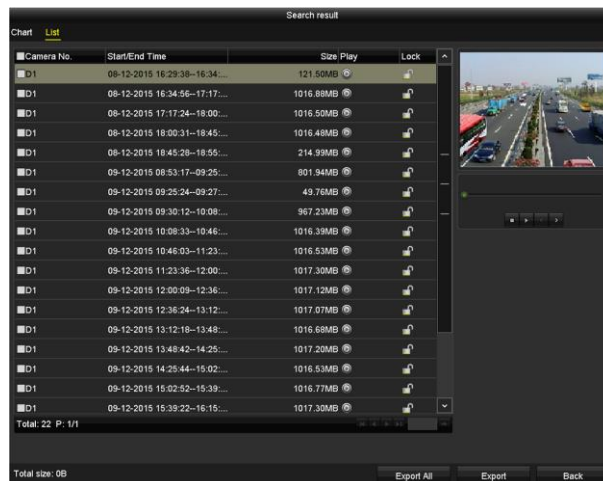 Search result
Chart List
Camera No. Start/End Time Size Play Lock
D1 08-12-2015 16:29:38--16:34:... 121.50MB
D1 08-12-2015 16:34:56--17:17:... 1016.88MB
D1 08-12-2015 17:17:24--18:00:... 1016.50MB
D1 08-12-2015 18:00:31--18:45:... 1016.48MB
D1 08-12-2015 18:45:28--18:55:... 214.99MB
D1 09-12-2015 08:53:17--09:25:... 801.94MB
D1 09-12-2015 09:25:24--09:27:... 49.76MB
D1 09-12-2015 09:30:12--10:08:... 967.23MB
D1 09-12-2015 10:08:33--10:46:... 1016.39MB
D1 09-12-2015 10:46:03--11:23:... 1016.53MB
D1 09-12-2015 11:23:36--12:00:... 1017.30MB
D1 09-12-2015 12:00:09--12:36:... 1017.12MB
D1 09-12-2015 12:36:24--13:12:... 1017.07MB
D1 09-12-2015 13:12:18--13:48:... 1016.68MB
D1 09-12-2015 13:48:42--14:25:... 1017.20MB
D1 09-12-2015 14:25:44--15:02:... 1016.53MB
D1 09-12-2015 15:02:52--15:39:... 1016.77MB
D1 09-12-2015 15:39:22--16:15:... 1017.30MB
Total: 22 P: 1/1
Total size: 0B Export All Export Back